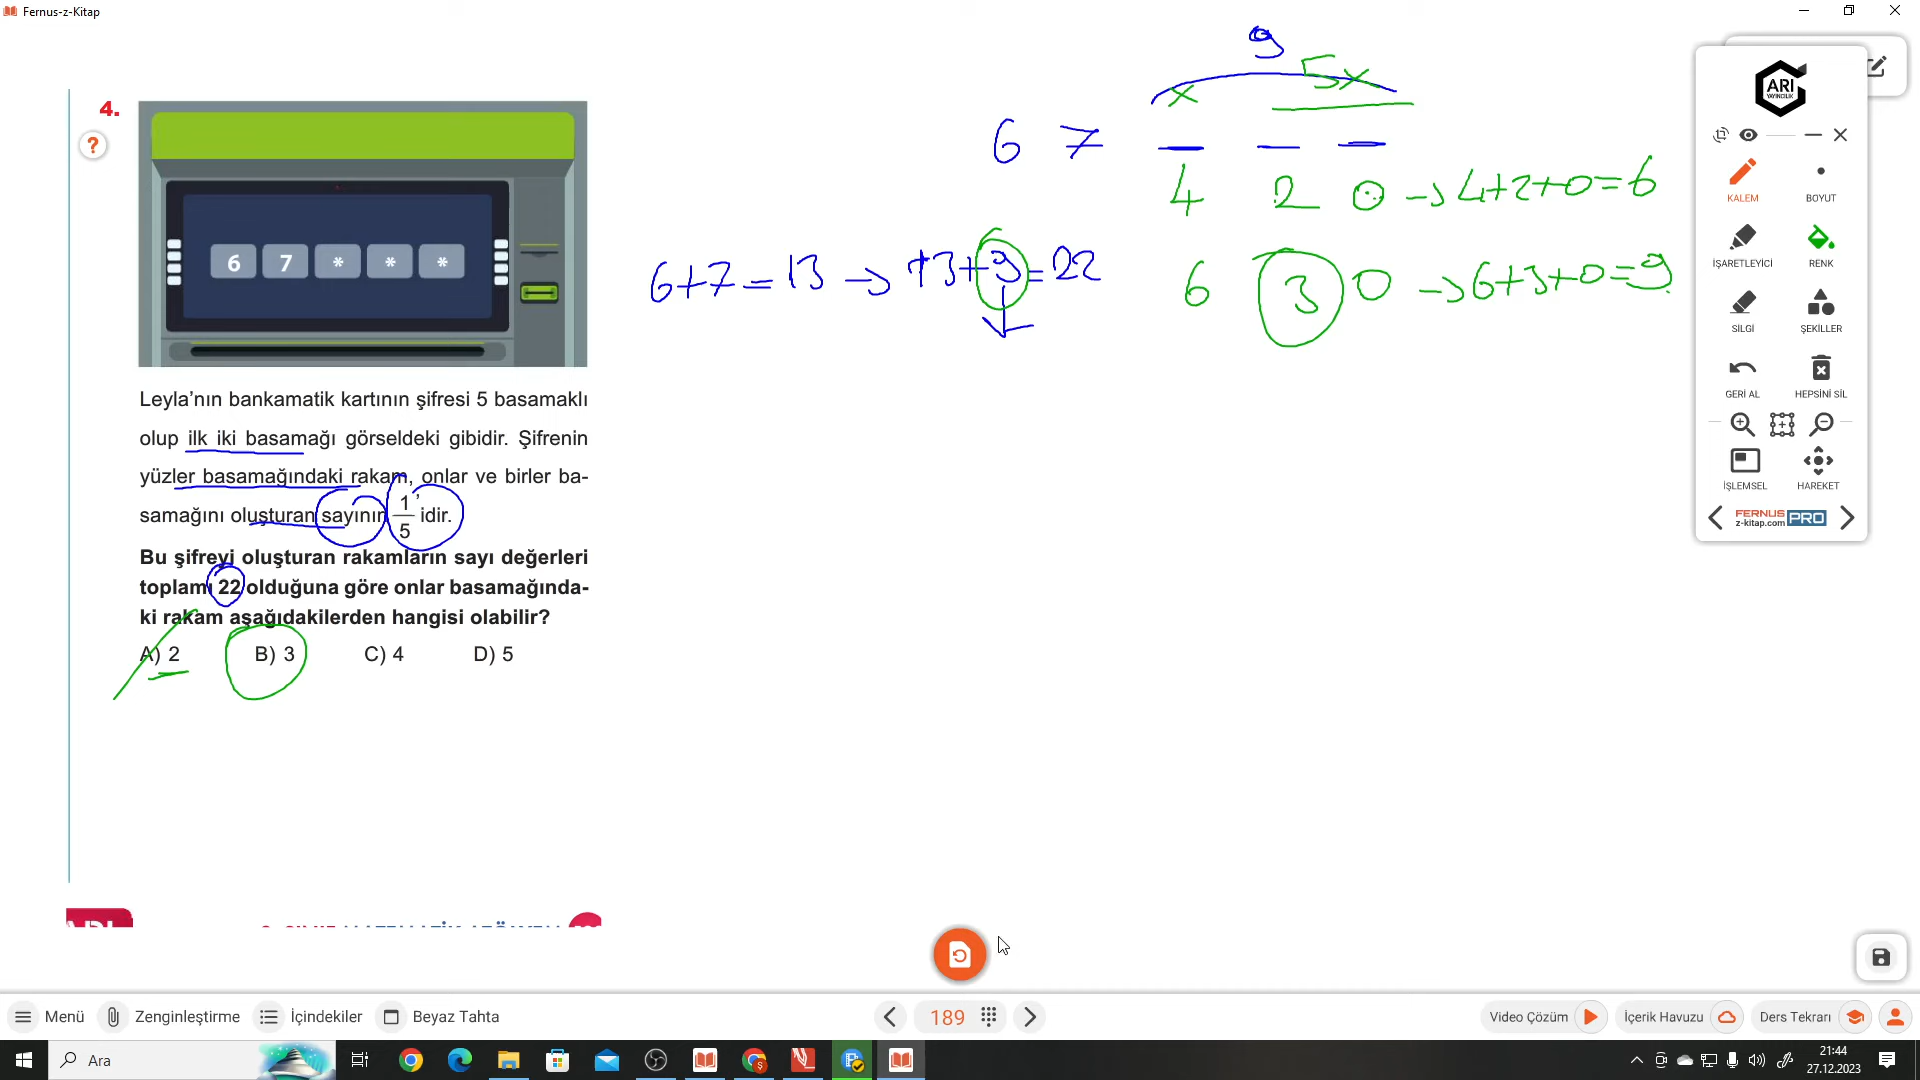 Fernus-z-Kitap
4.
?
6 7 * * *
Leyla’nın bankamatik kartının şifresi 5 basamaklı
olup ilk iki basamağı görseldeki gibidir. Şifrenin
yüzler basamağındaki rakam, onlar ve birler ba-
samağını oluşturan sayının 1/5’idir.
Bu şifreyi oluşturan rakamların sayı değerleri
toplamı 22 olduğuna göre onlar basamağında-
ki rakam aşağıdakilerden hangisi olabilir?
A) 2 B) 3 C) 4 D) 5
9
x 5x
6 7 _ _ _
4 2 0 → 4+2+0=6
6+7=13 → 13+9=22
6 3 0 → 6+3+0=9
ARI
YAYINCILIK
KALEM BOYUT
İŞARETLEYİCİ RENK
SİLGİ ŞEKİLLER
GERİ AL HEPSİNİ SİL
İŞLEMSEL HAREKET
FERNUS
z-kitap.com PRO
Menü Zenginleştirme İçindekiler Beyaz Tahta 189 Video Çözüm İçerik Havuzu Ders Tekrarı
Ara
21:44
27.12.2023